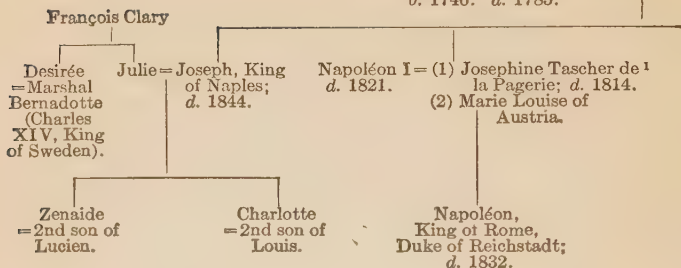 b. 1746. d. 1785.
François Clary
Desirée
=Marshal
Bernadotte
(Charles
XIV, King
of Sweden).
Julie=Joseph, King
of Naples;
d. 1844.
Napoléon I=(1) Josephine Tascher de ¹
d. 1821. la Pagerie; d. 1814.
(2) Marie Louise of
Austria.
Zenaide
=2nd son of
Lucien.
Charlotte
=2nd son of
Louis.
Napoléon,
King of Rome,
Duke of Reichstadt;
d. 1832.